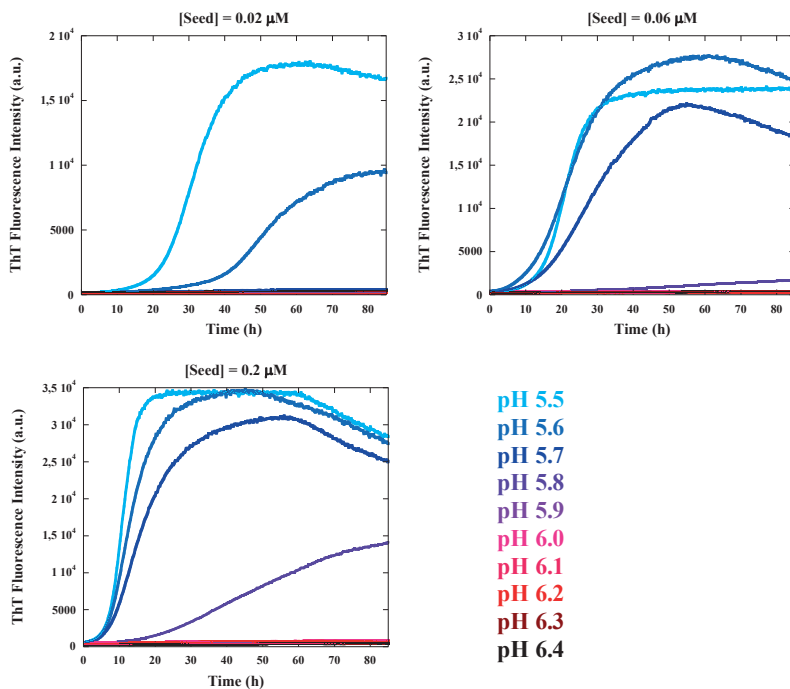 [Seed] = 0.02 µM
ThT Fluorescence Intensity (a.u.)
2 10⁴
1,5 10⁴
1 10⁴
5000
0
0 10 20 30 40 50 60 70 80
Time (h)
[Seed] = 0.06 µM
ThT Fluorescence Intensity (a.u.)
3 10⁴
2,5 10⁴
2 10⁴
1,5 10⁴
1 10⁴
5000
0
0 10 20 30 40 50 60 70 80
Time (h)
[Seed] = 0.2 µM
ThT Fluorescence Intensity (a.u.)
3,5 10⁴
3 10⁴
2,5 10⁴
2 10⁴
1,5 10⁴
1 10⁴
5000
0
0 10 20 30 40 50 60 70 80
Time (h)
pH 5.5
pH 5.6
pH 5.7
pH 5.8
pH 5.9
pH 6.0
pH 6.1
pH 6.2
pH 6.3
pH 6.4